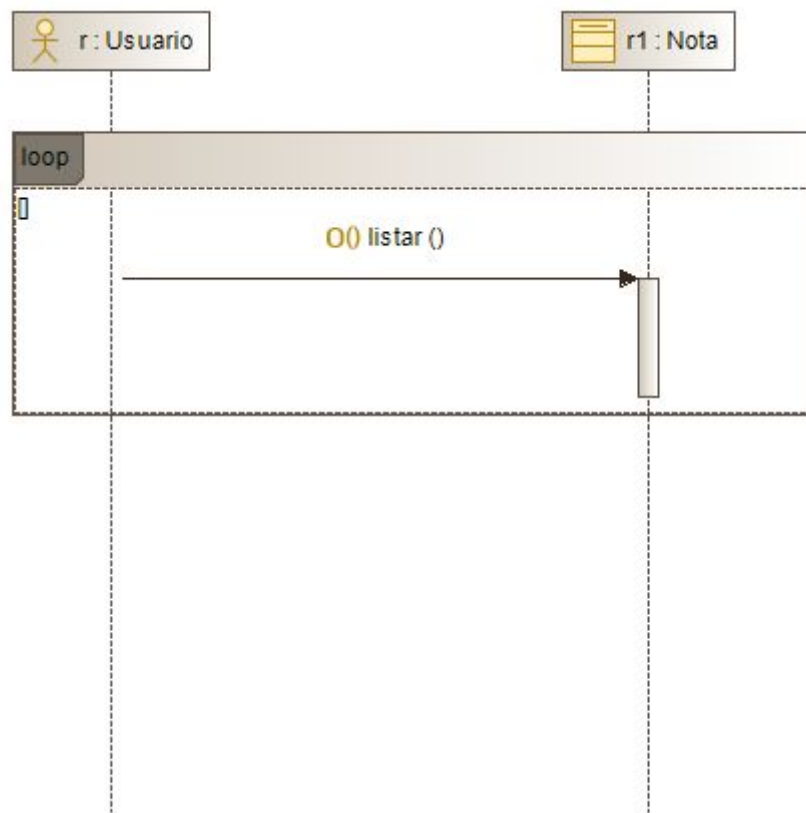 r : Usuario
r1 : Nota
loop
[]
O() listar ()